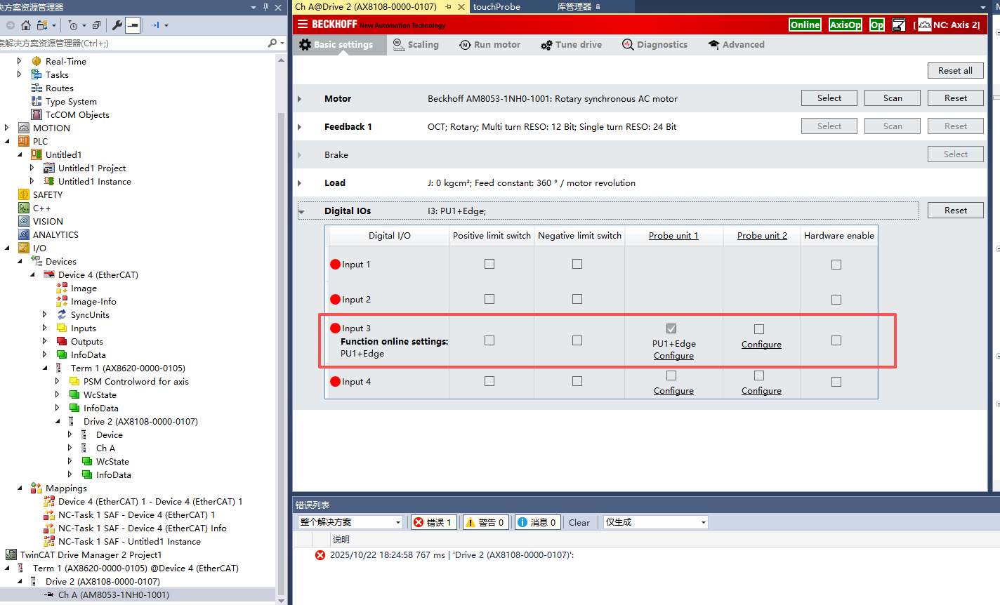 决方案资源管理器
索解决方案资源管理器(Ctrl+;)
Real-Time
Tasks
Routes
Type System
TcCOM Objects
MOTION
PLC
Untitled1
Untitled1 Project
Untitled1 Instance
SAFETY
C++
VISION
ANALYTICS
I/O
Devices
Device 4 (EtherCAT)
Image
Image-Info
SyncUnits
Inputs
Outputs
InfoData
Term 1 (AX8620-0000-0105)
PSM Controlword for axis
WcState
InfoData
Drive 2 (AX8108-0000-0107)
Device
Ch A
WcState
InfoData
Mappings
Device 4 (EtherCAT) 1 - Device 4 (EtherCAT) 1
NC-Task 1 SAF - Device 4 (EtherCAT) 1
NC-Task 1 SAF - Device 4 (EtherCAT) Info
NC-Task 1 SAF - Untitled1 Instance
TwinCAT Drive Manager 2 Project1
Term 1 (AX8620-0000-0105) @Device 4 (EtherCAT)
Drive 2 (AX8108-0000-0107)
Ch A (AM8053-1NH0-1001)
Ch A@Drive 2 (AX8108-0000-0107) touchProbe 库管理器
BECKHOFF New Automation Technology Online AxisOp Op [ NC: Axis 2]
Basic settings Scaling Run motor Tune drive Diagnostics Advanced
Reset all
Motor Beckhoff AM8053-1NH0-1001: Rotary synchronous AC motor Select Scan Reset
Feedback 1 OCT; Rotary; Multi turn RESO: 12 Bit; Single turn RESO: 24 Bit Select Scan Reset
Brake Select
Load J: 0 kgcm²; Feed constant: 360 ° / motor revolution
Digital IOs I3: PU1+Edge; Reset
Digital I/O Positive limit switch Negative limit switch Probe unit 1 Probe unit 2 Hardware enable
Input 1
Input 2
Input 3
Function online settings:
PU1+Edge
PU1+Edge
Configure
Configure
Input 4
Configure Configure
错误列表
整个解决方案 错误 1 警告 0 消息 0 Clear 仅生成
说明
2025/10/22 18:24:58 767 ms | 'Drive 2 (AX8108-0000-0107)':